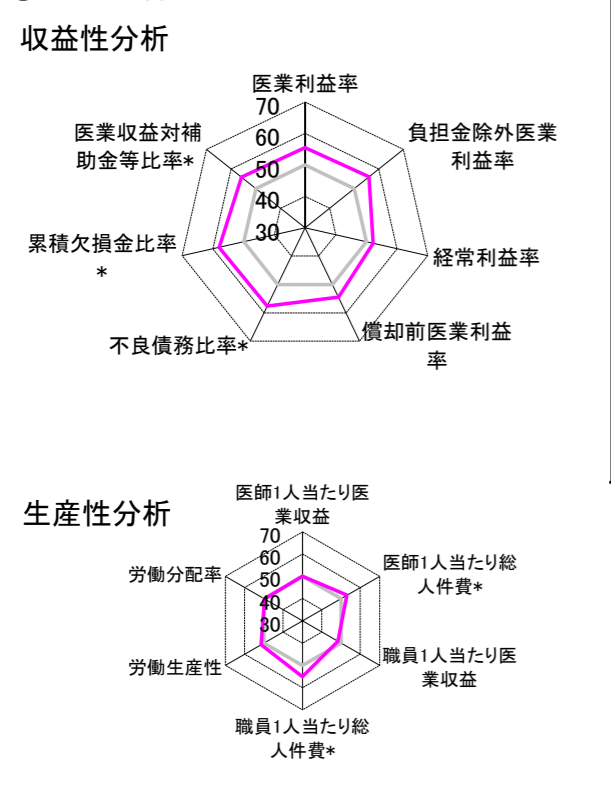 収益性分析
医業利益率
70
60
50
40
30
負担金除外医業
利益率
経常利益率
償却前医業利益
率
不良債務比率*
累積欠損金比率
*
医業収益対補
助金等比率*
生産性分析
医師1人当たり医
業収益
70
60
50
40
30
医師1人当たり総
人件費*
職員1人当たり医
業収益
職員1人当たり総
人件費*
労働生産性
労働分配率